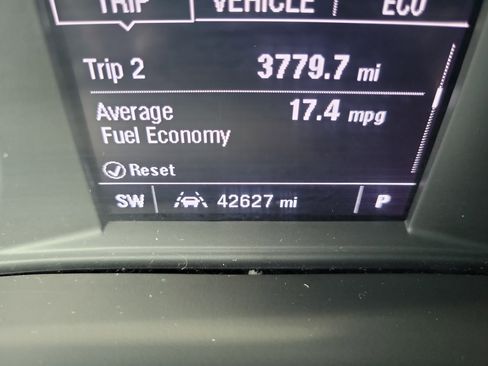 TRIP VEHICLE ECO
Trip 2 3779.7 mi
Average 17.4 mpg
Fuel Economy
Reset
SW 42627 mi P